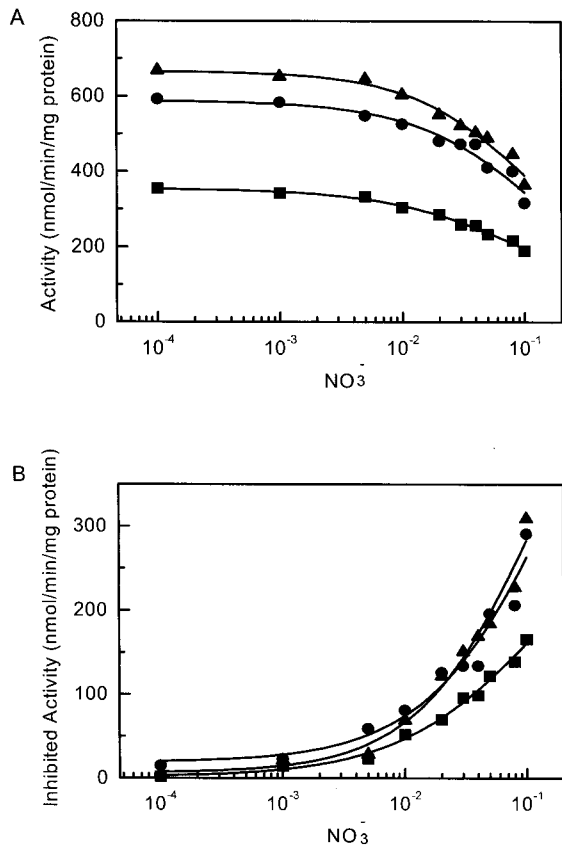 A
Activity (nmol/min/mg protein)
800
600
400
200
0
10⁻⁴
10⁻³
10⁻²
10⁻¹
NO₃⁻
B
Inhibited Activity (nmol/min/mg protein)
300
200
100
0
10⁻⁴
10⁻³
10⁻²
10⁻¹
NO₃⁻